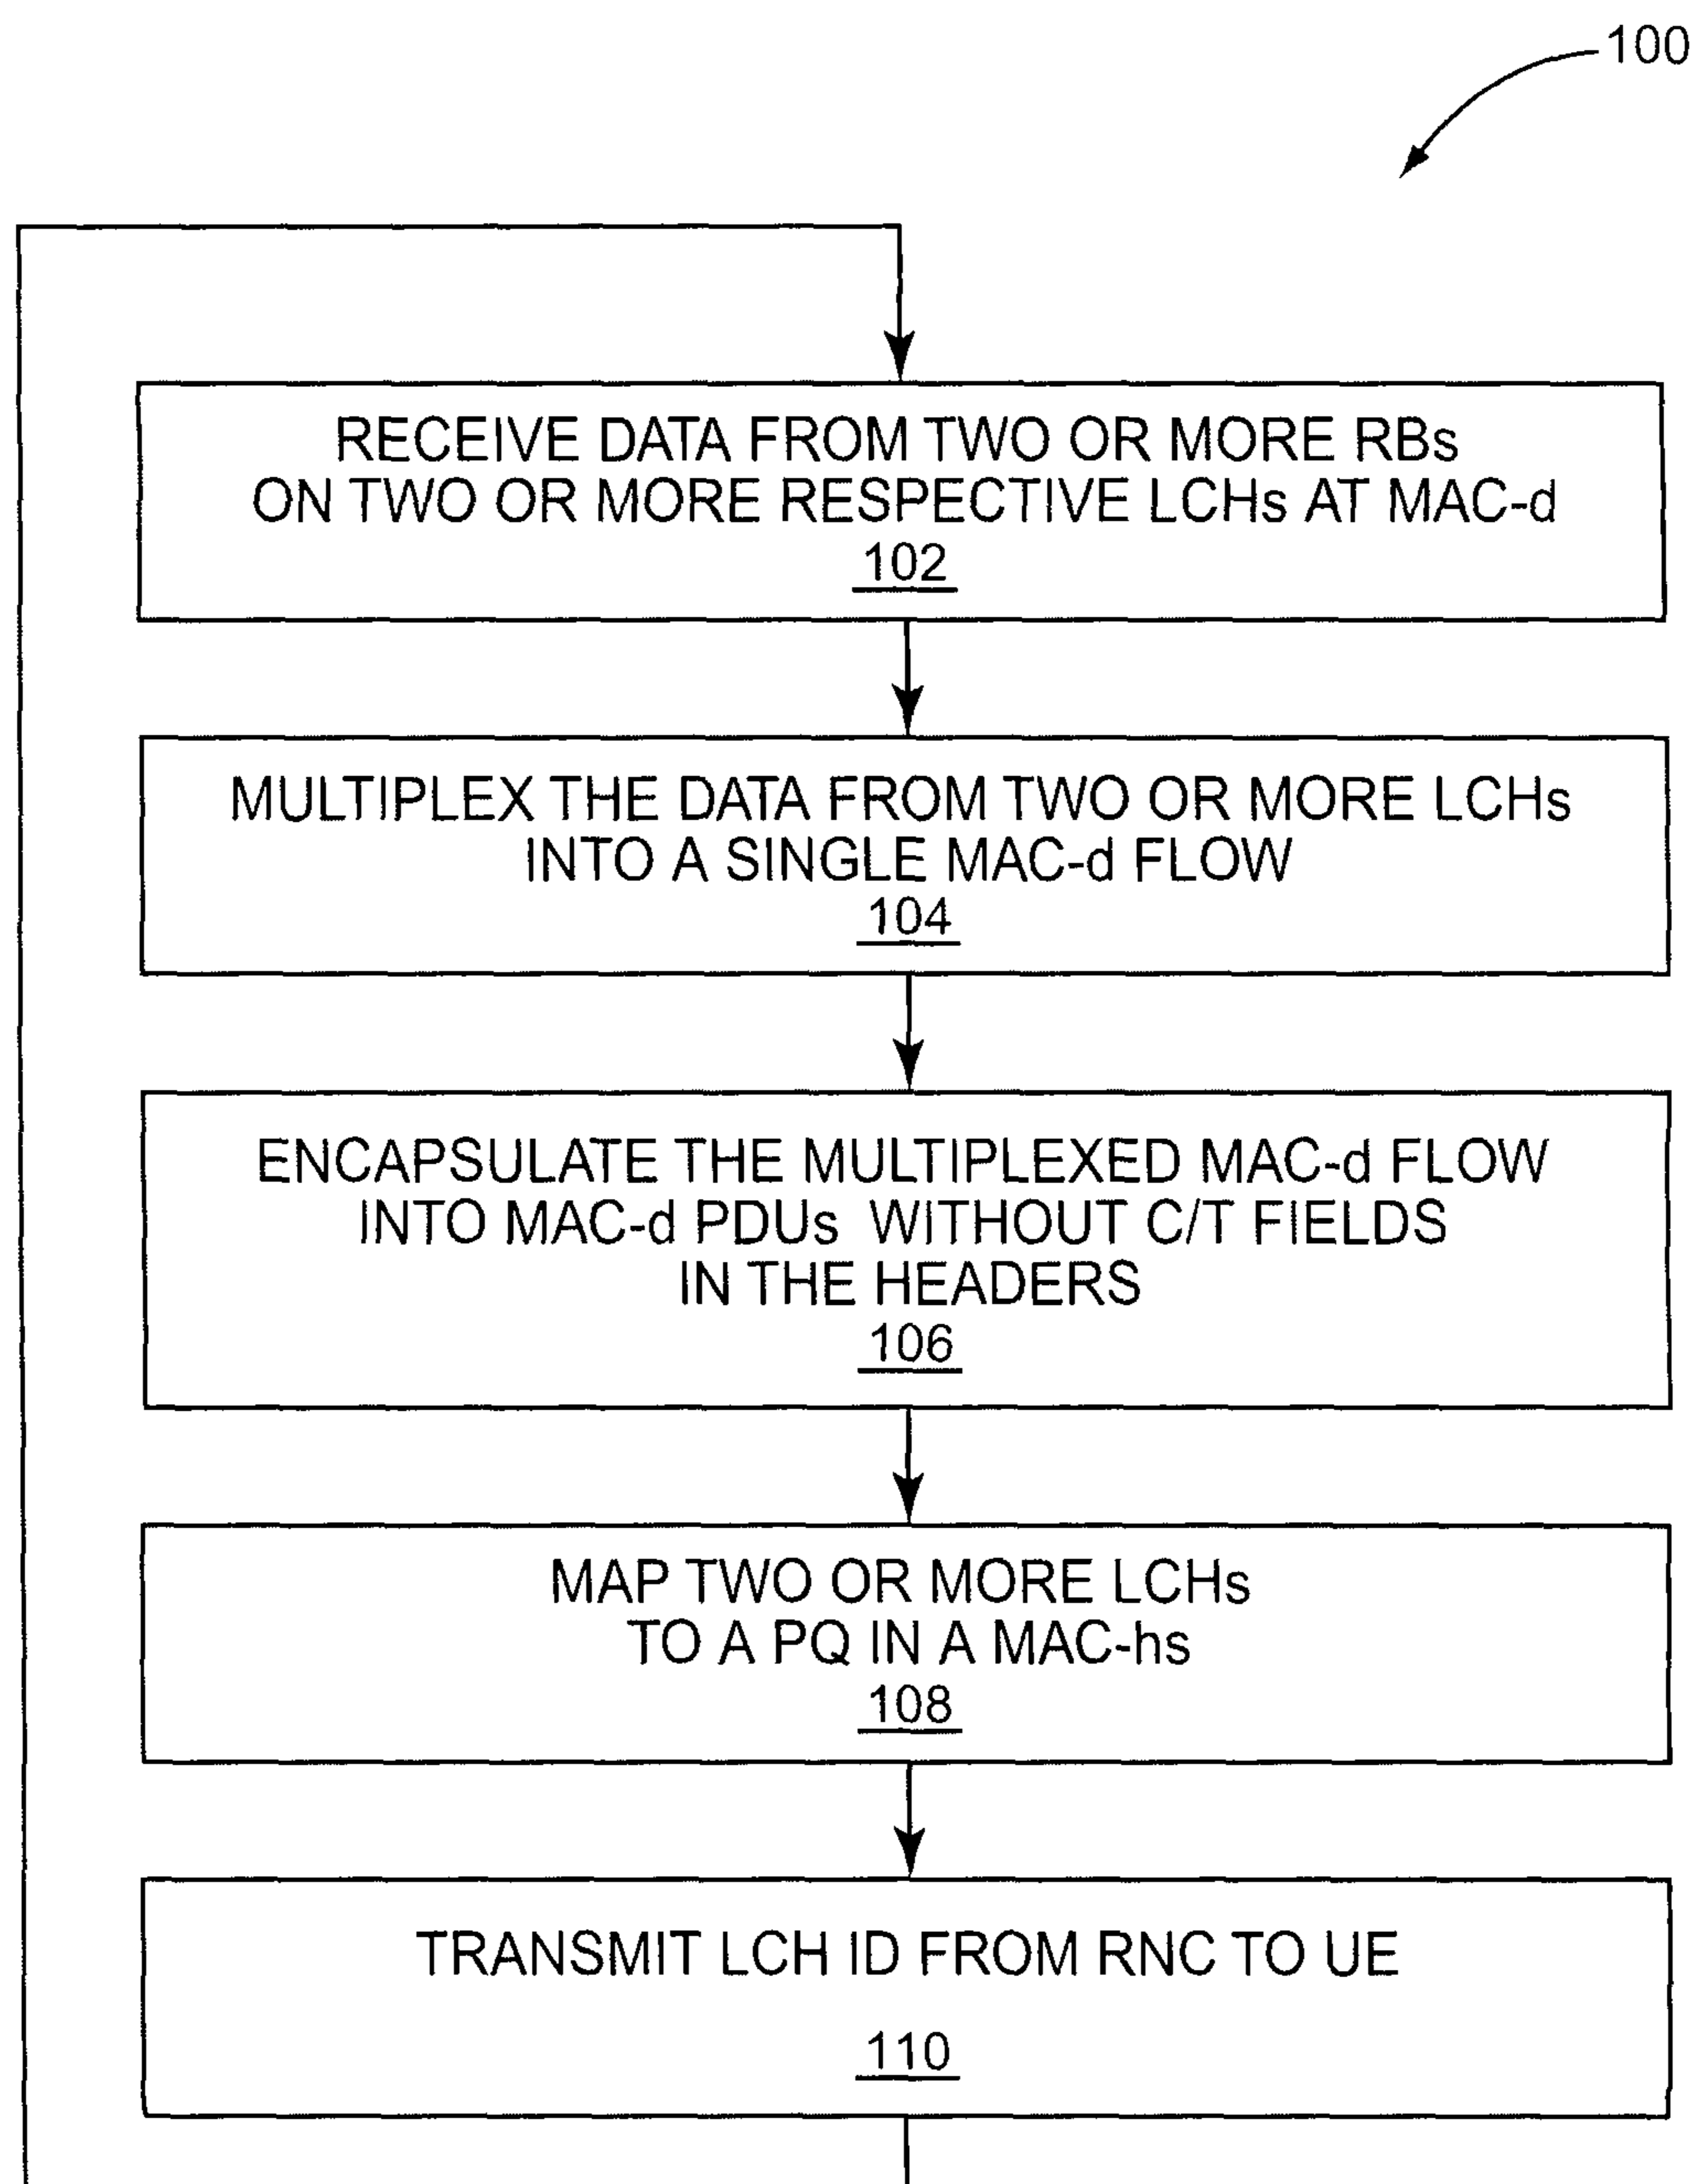 100
RECEIVE DATA FROM TWO OR MORE RBs
ON TWO OR MORE RESPECTIVE LCHs AT MAC-d
102
MULTIPLEX THE DATA FROM TWO OR MORE LCHs
INTO A SINGLE MAC-d FLOW
104
ENCAPSULATE THE MULTIPLEXED MAC-d FLOW
INTO MAC-d PDUs WITHOUT C/T FIELDS
IN THE HEADERS
106
MAP TWO OR MORE LCHs
TO A PQ IN A MAC-hs
108
TRANSMIT LCH ID FROM RNC TO UE
110